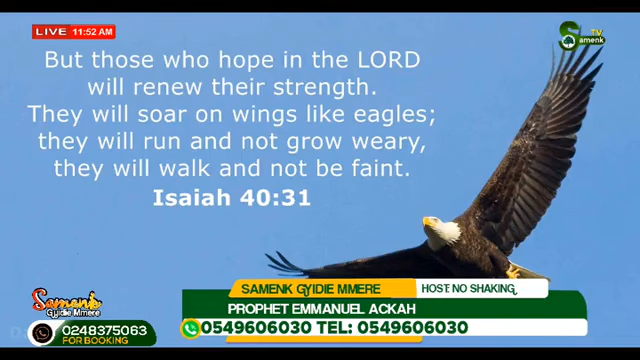 LIVE 11:52 AM
S TV
amenk
But those who hope in the LORD
will renew their strength.
They will soar on wings like eagles;
they will run and not grow weary,
they will walk and not be faint.
Isaiah 40:31
SAMENK GYIDIE MMERE
HOST: NO SHAKING
PROPHET EMMANUEL ACKAH
0549606030 TEL: 0549606030
Samenk
Gyidie Mmere
0248375063
FOR BOOKING